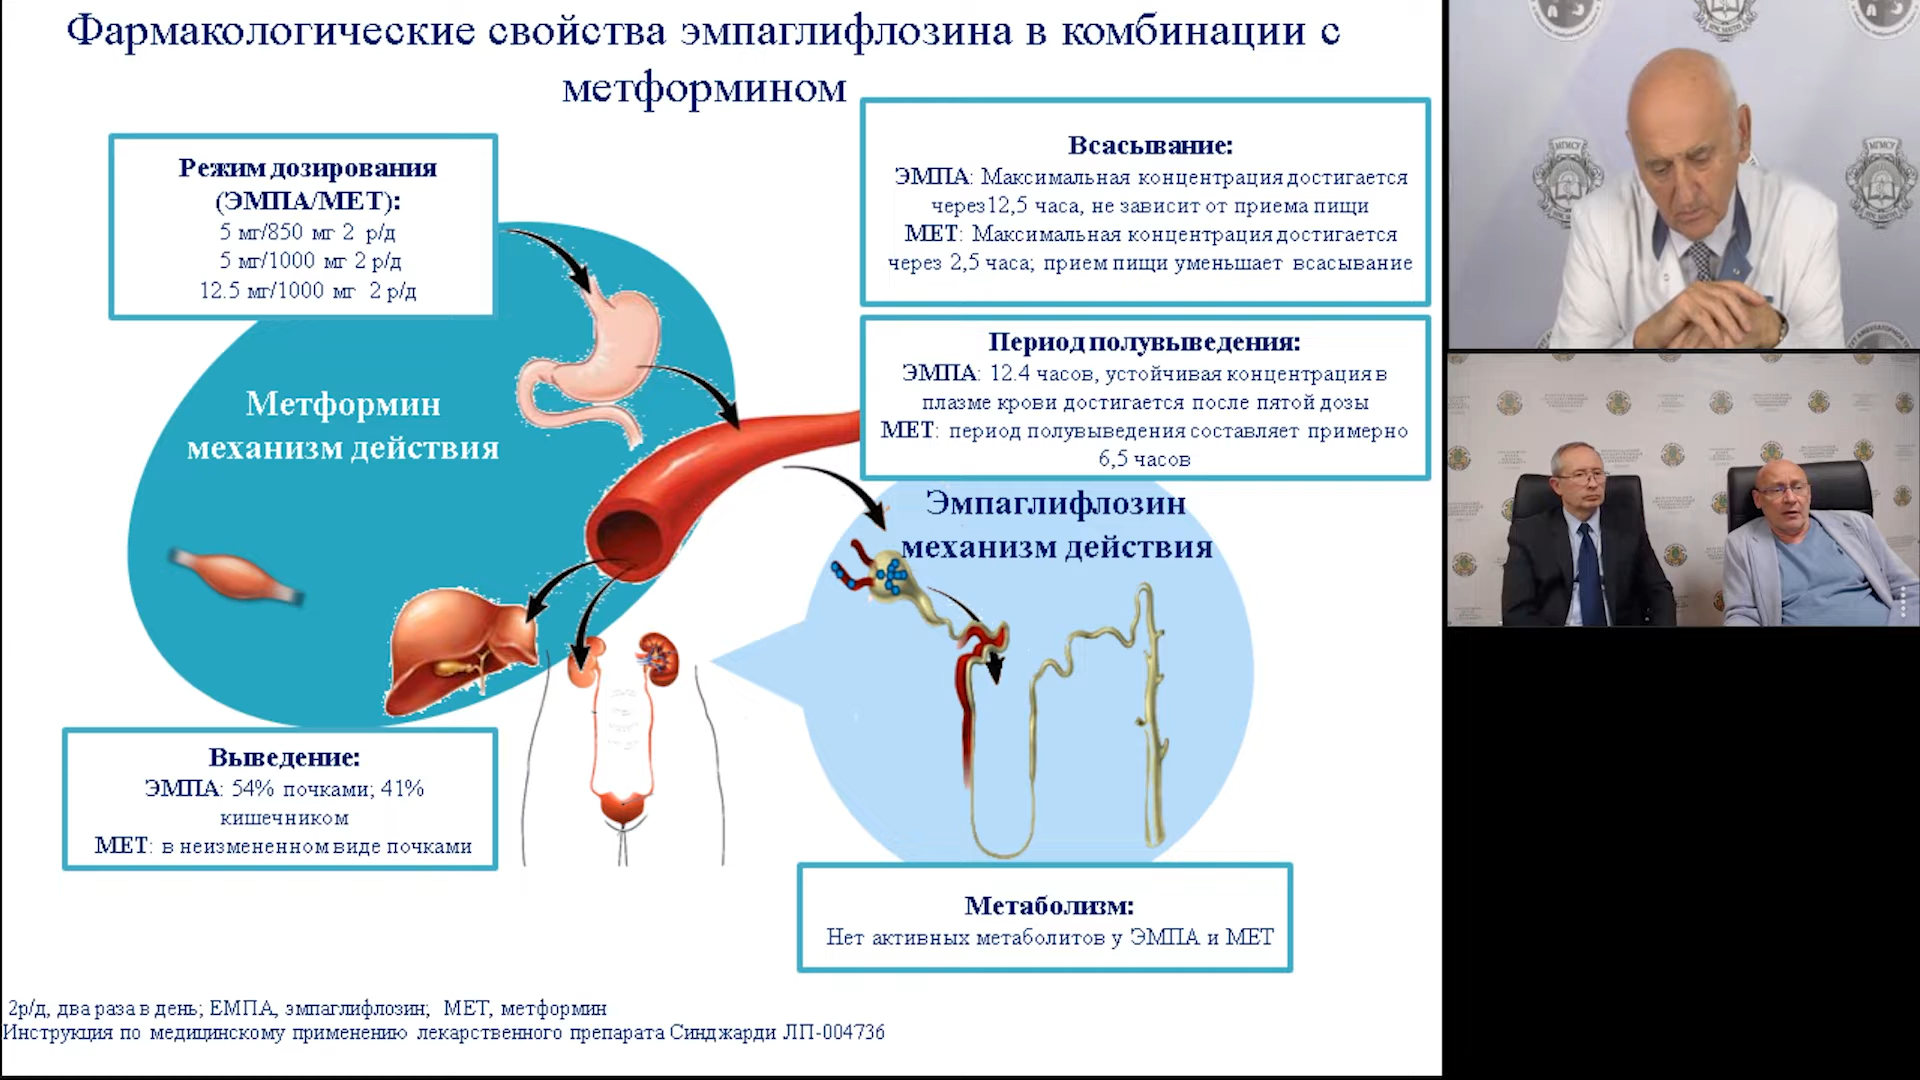 Фармакологические свойства эмпаглифлозина в комбинации с
метформином
Режим дозирования
(ЭМПА/МЕТ):
5 мг/850 мг 2 р/д
5 мг/1000 мг 2 р/д
12.5 мг/1000 мг 2 р/д
Всасывание:
ЭМПА: Максимальная концентрация достигается
через12,5 часа, не зависит от приема пищи
МЕТ: Максимальная концентрация достигается
через 2,5 часа; прием пищи уменьшает всасывание
Период полувыведения:
ЭМПА: 12.4 часов, устойчивая концентрация в
плазме крови достигается после пятой дозы
МЕТ: период полувыведения составляет примерно
6,5 часов
Метформин
механизм действия
Эмпаглифлозин
механизм действия
Выведение:
ЭМПА: 54% почками; 41%
кишечником
МЕТ: в неизмененном виде почками
Метаболизм:
Нет активных метаболитов у ЭМПА и МЕТ
2р/д, два раза в день; ЕМПА, эмпаглифлозин; МЕТ, метформин
Инструкция по медицинскому применению лекарственного препарата Синджарди ЛП-004736
МГМСУ
МГМСУ